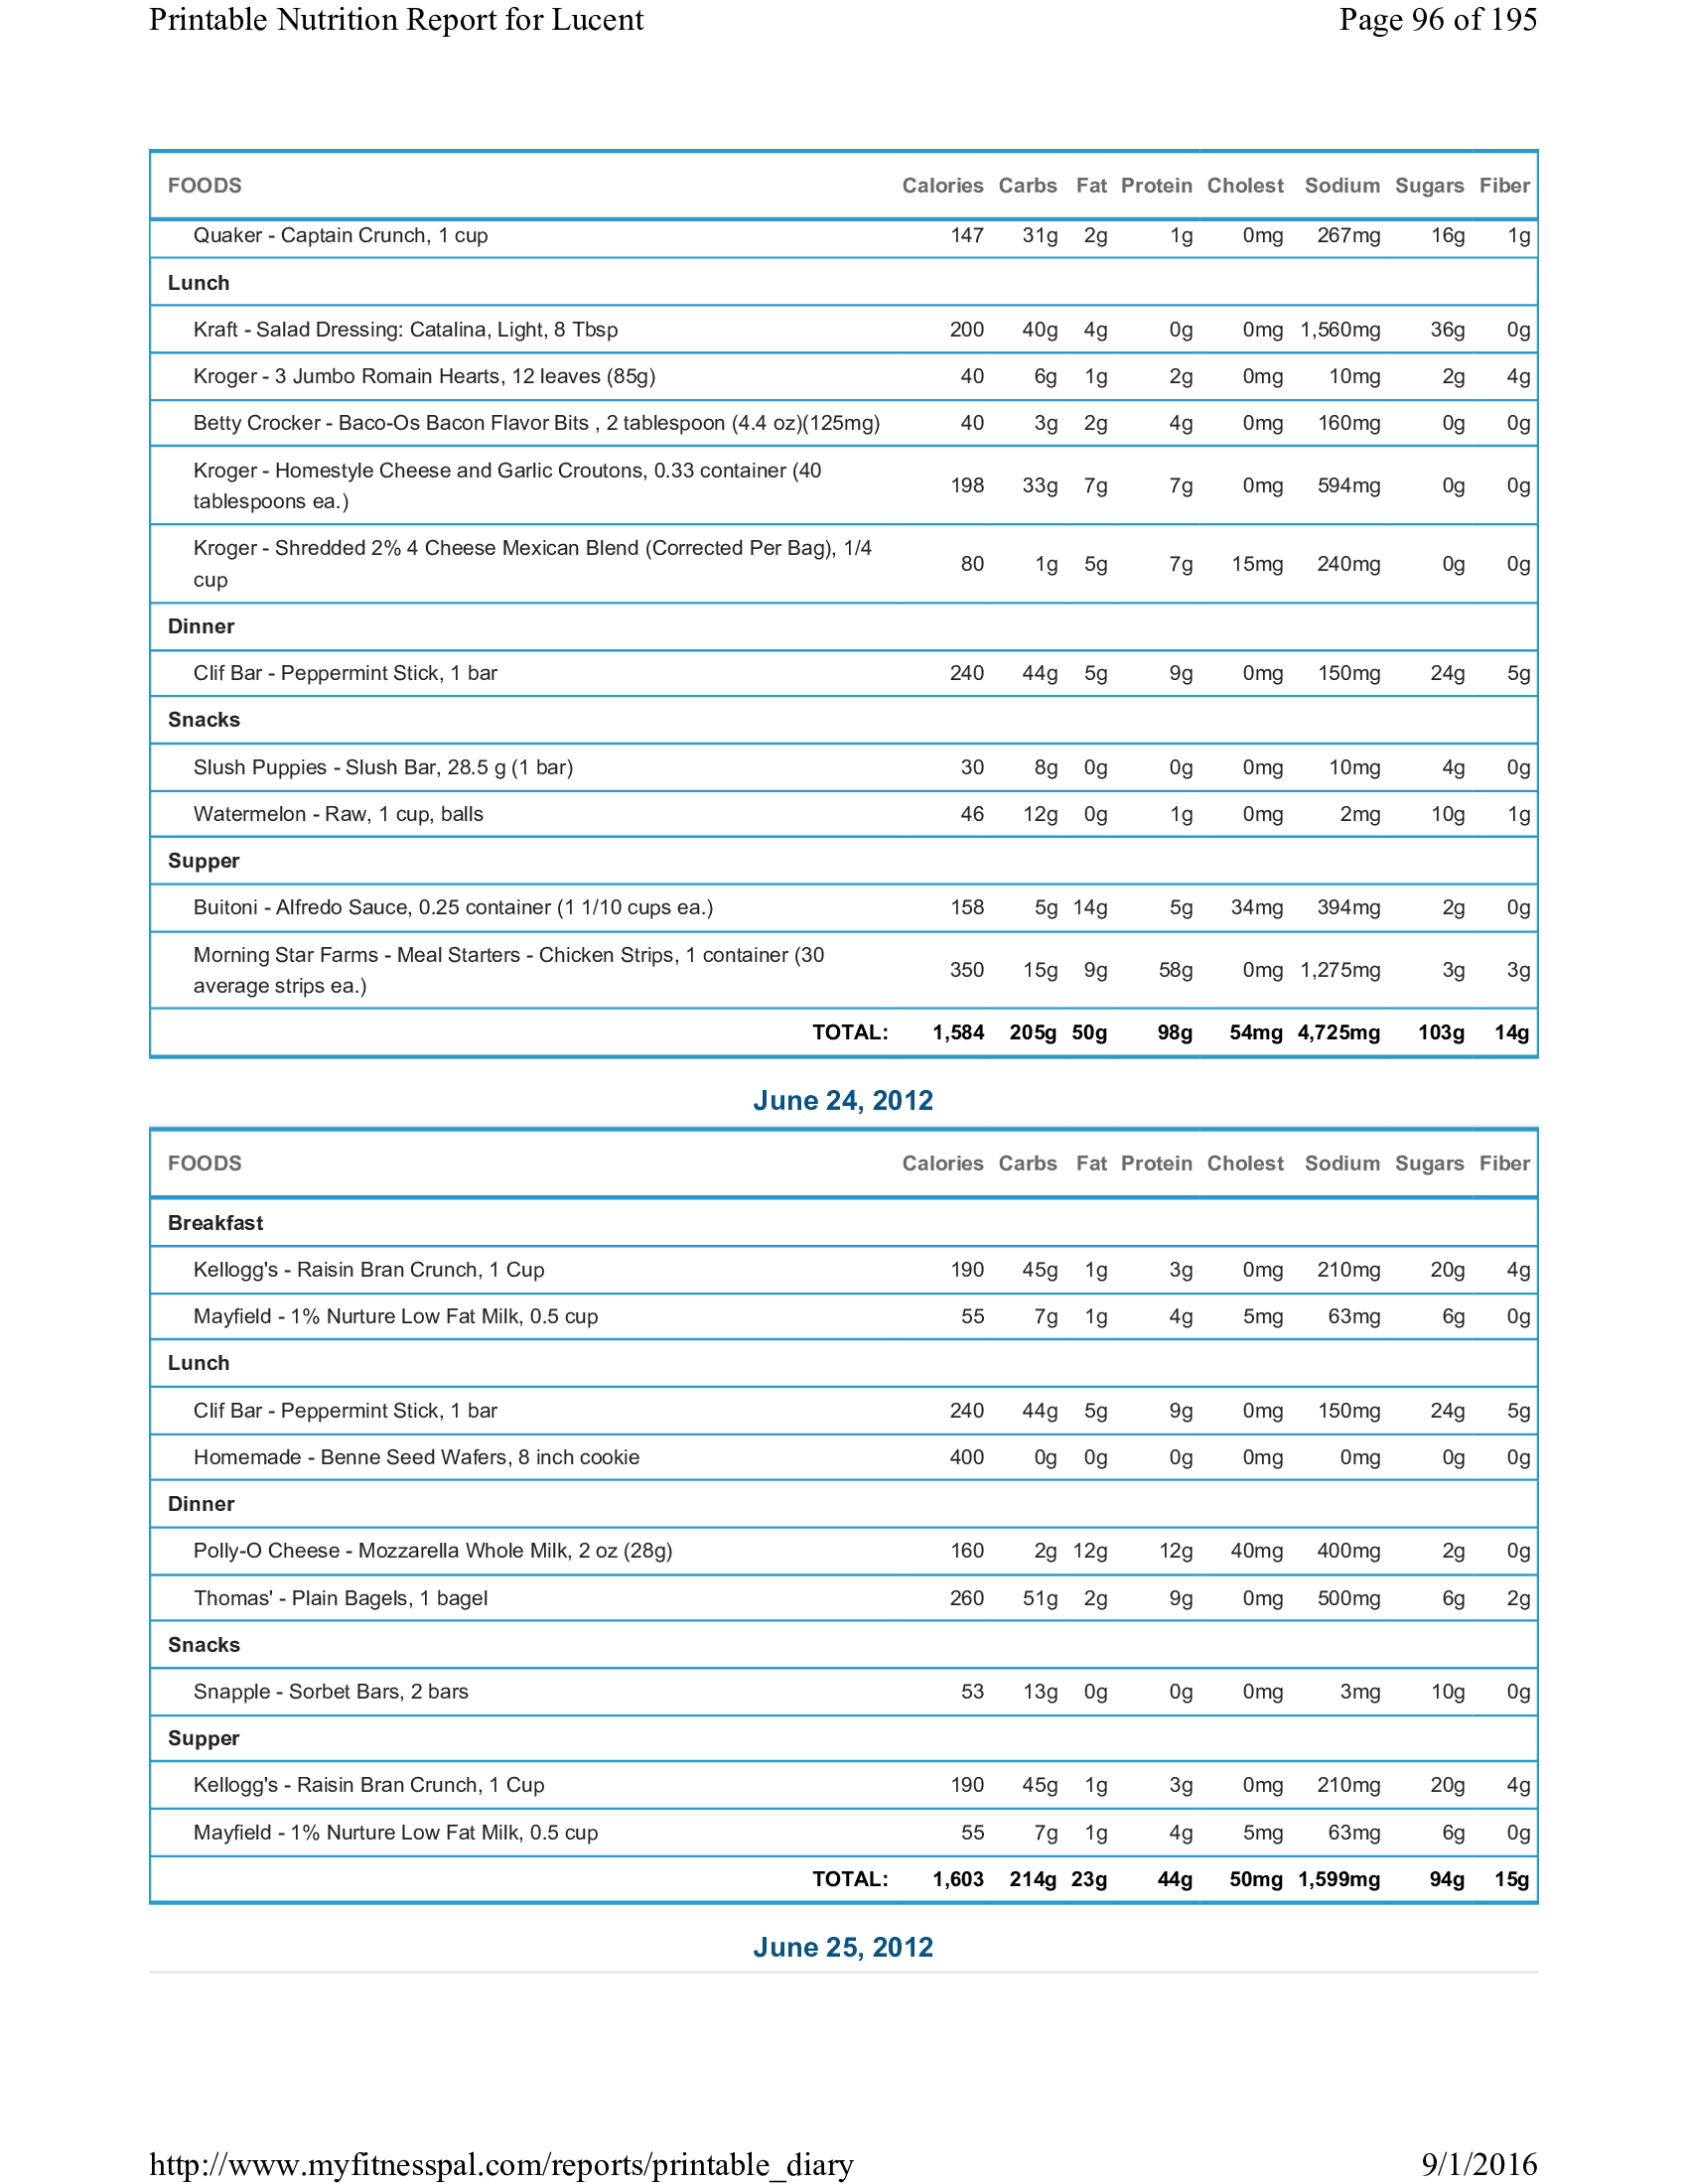 Printable Nutrition Report for Lucent Page 96 of 195
FOODS Calories Carbs Fat Protein Cholest Sodium Sugars Fiber
Quaker - Captain Crunch, 1 cup 147 31g 2g 1g 0mg 267mg 16g 1g
Lunch
Kraft - Salad Dressing: Catalina, Light, 8 Tbsp 200 40g 4g 0g 0mg 1,560mg 36g 0g
Kroger - 3 Jumbo Romain Hearts, 12 leaves (85g) 40 6g 1g 2g 0mg 10mg 2g 4g
Betty Crocker - Baco-Os Bacon Flavor Bits , 2 tablespoon (4.4 oz)(125mg) 40 3g 2g 4g 0mg 160mg 0g 0g
Kroger - Homestyle Cheese and Garlic Croutons, 0.33 container (40
tablespoons ea.) 198 33g 7g 7g 0mg 594mg 0g 0g
Kroger - Shredded 2% 4 Cheese Mexican Blend (Corrected Per Bag), 1/4
cup 80 1g 5g 7g 15mg 240mg 0g 0g
Dinner
Clif Bar - Peppermint Stick, 1 bar 240 44g 5g 9g 0mg 150mg 24g 5g
Snacks
Slush Puppies - Slush Bar, 28.5 g (1 bar) 30 8g 0g 0g 0mg 10mg 4g 0g
Watermelon - Raw, 1 cup, balls 46 12g 0g 1g 0mg 2mg 10g 1g
Supper
Buitoni - Alfredo Sauce, 0.25 container (1 1/10 cups ea.) 158 5g 14g 5g 34mg 394mg 2g 0g
Morning Star Farms - Meal Starters - Chicken Strips, 1 container (30
average strips ea.) 350 15g 9g 58g 0mg 1,275mg 3g 3g
TOTAL: 1,584 205g 50g 98g 54mg 4,725mg 103g 14g
June 24, 2012
FOODS Calories Carbs Fat Protein Cholest Sodium Sugars Fiber
Breakfast
Kellogg's - Raisin Bran Crunch, 1 Cup 190 45g 1g 3g 0mg 210mg 20g 4g
Mayfield - 1% Nurture Low Fat Milk, 0.5 cup 55 7g 1g 4g 5mg 63mg 6g 0g
Lunch
Clif Bar - Peppermint Stick, 1 bar 240 44g 5g 9g 0mg 150mg 24g 5g
Homemade - Benne Seed Wafers, 8 inch cookie 400 0g 0g 0g 0mg 0mg 0g 0g
Dinner
Polly-O Cheese - Mozzarella Whole Milk, 2 oz (28g) 160 2g 12g 12g 40mg 400mg 2g 0g
Thomas' - Plain Bagels, 1 bagel 260 51g 2g 9g 0mg 500mg 6g 2g
Snacks
Snapple - Sorbet Bars, 2 bars 53 13g 0g 0g 0mg 3mg 10g 0g
Supper
Kellogg's - Raisin Bran Crunch, 1 Cup 190 45g 1g 3g 0mg 210mg 20g 4g
Mayfield - 1% Nurture Low Fat Milk, 0.5 cup 55 7g 1g 4g 5mg 63mg 6g 0g
TOTAL: 1,603 214g 23g 44g 50mg 1,599mg 94g 15g
June 25, 2012
http://www.myfitnesspal.com/reports/printable_diary 9/1/2016